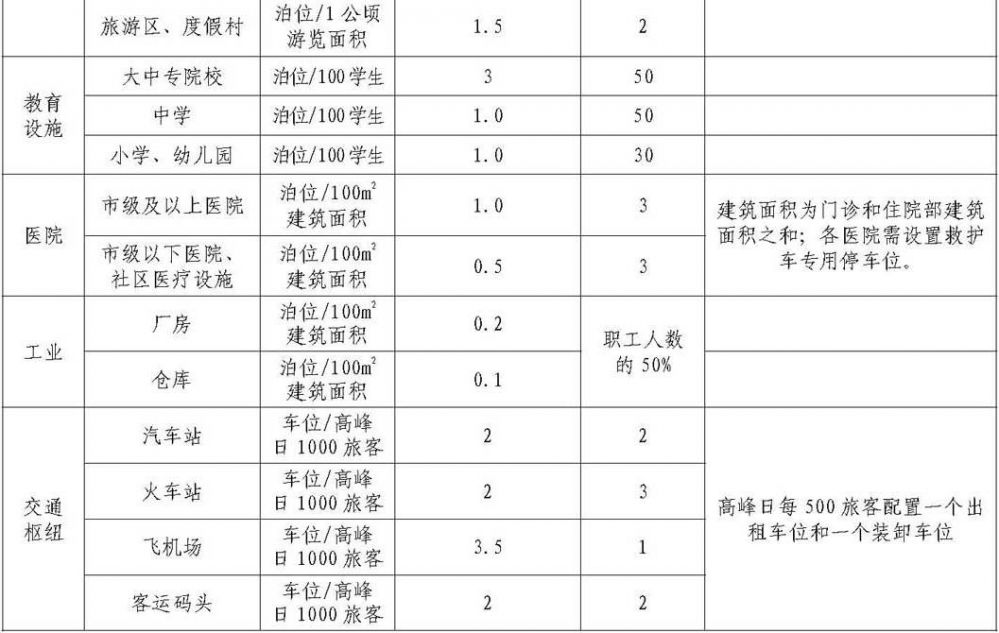 旅游区、度假村
泊位/1公顷
游览面积
1.5
2
教育
设施
大中专院校
泊位/100学生
3
50
中学
泊位/100学生
1.0
50
小学、幼儿园
泊位/100学生
1.0
30
医院
市级及以上医院
泊位/100m²
建筑面积
1.0
3
市级以下医院、
社区医疗设施
泊位/100m²
建筑面积
0.5
3
建筑面积为门诊和住院部建筑
面积之和；各医院需设置救护
车专用停车位。
工业
厂房
泊位/100m²
建筑面积
0.2
仓库
泊位/100m²
建筑面积
0.1
职工人数
的50%
交通
枢纽
汽车站
车位/高峰
日1000旅客
2
2
火车站
车位/高峰
日1000旅客
2
3
飞机场
车位/高峰
日1000旅客
3.5
1
客运码头
车位/高峰
日1000旅客
2
2
高峰日每500旅客配置一个出
租车位和一个装卸车位